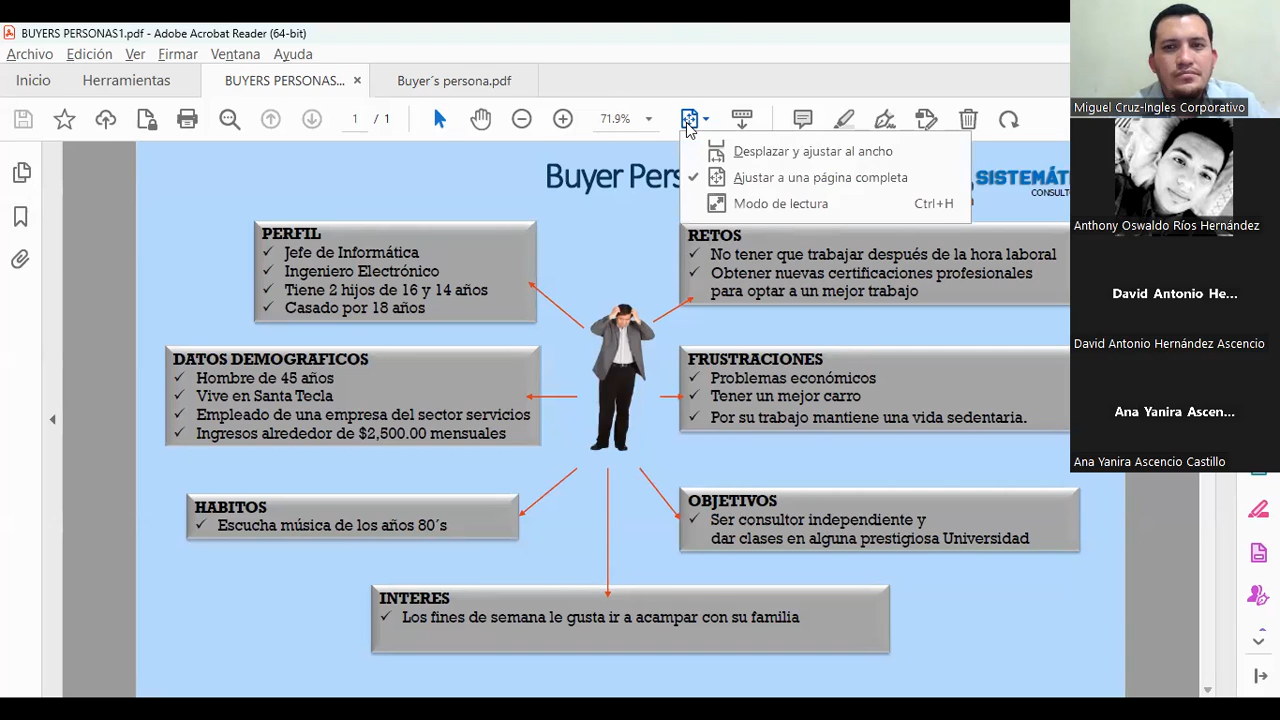 BUYERS PERSONAS1.pdf - Adobe Acrobat Reader (64-bit)
Archivo Edición Ver Firmar Ventana Ayuda
Inicio Herramientas BUYERS PERSONAS... × Buyer´s persona.pdf
1 / 1 71.9%
Desplazar y ajustar al ancho
Ajustar a una página completa
Modo de lectura Ctrl+H
Buyer Pers
SISTEMÁT
CONSULTO
PERFIL
✓ Jefe de Informática
✓ Ingeniero Electrónico
✓ Tiene 2 hijos de 16 y 14 años
✓ Casado por 18 años
RETOS
✓ No tener que trabajar después de la hora laboral
✓ Obtener nuevas certificaciones profesionales
para optar a un mejor trabajo
DATOS DEMOGRAFICOS
✓ Hombre de 45 años
✓ Vive en Santa Tecla
✓ Empleado de una empresa del sector servicios
✓ Ingresos alrededor de $2,500.00 mensuales
FRUSTRACIONES
✓ Problemas económicos
✓ Tener un mejor carro
✓ Por su trabajo mantiene una vida sedentaria.
HABITOS
✓ Escucha música de los años 80´s
OBJETIVOS
✓ Ser consultor independiente y
dar clases en alguna prestigiosa Universidad
INTERES
✓ Los fines de semana le gusta ir a acampar con su familia
Miguel Cruz-Ingles Corporativo
Anthony Oswaldo Ríos Hernández
David Antonio He...
David Antonio Hernández Ascencio
Ana Yanira Ascen...
Ana Yanira Ascencio Castillo